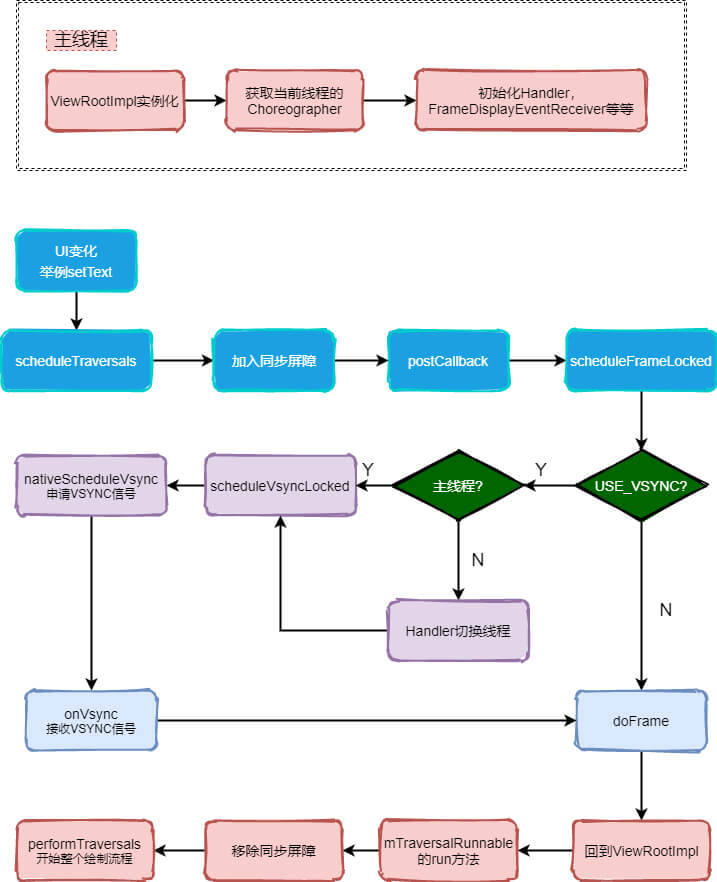 主线程
ViewRootImpl实例化
获取当前线程的
Choreographer
初始化Handler，
FrameDisplayEventReceiver等等
UI变化
举例setText
scheduleTraversals
加入同步屏障
postCallback
scheduleFrameLocked
nativeScheduleVsync
申请VSYNC信号
scheduleVsyncLocked
Y
主线程?
Y
USE_VSYNC?
N
Handler切换线程
N
onVsync
接收VSYNC信号
doFrame
performTraversals
开始整个绘制流程
移除同步屏障
mTraversalRunnable
的run方法
回到ViewRootImpl